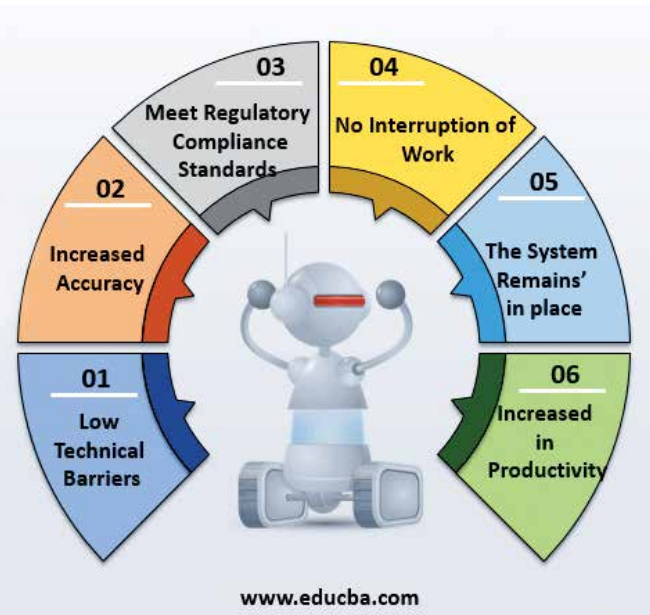 01
Low
Technical
Barriers
02
Increased
Accuracy
03
Meet Regulatory
Compliance
Standards
04
No Interruption of
Work
05
The System
Remains’
in place
06
Increased
in
Productivity
www.educba.com